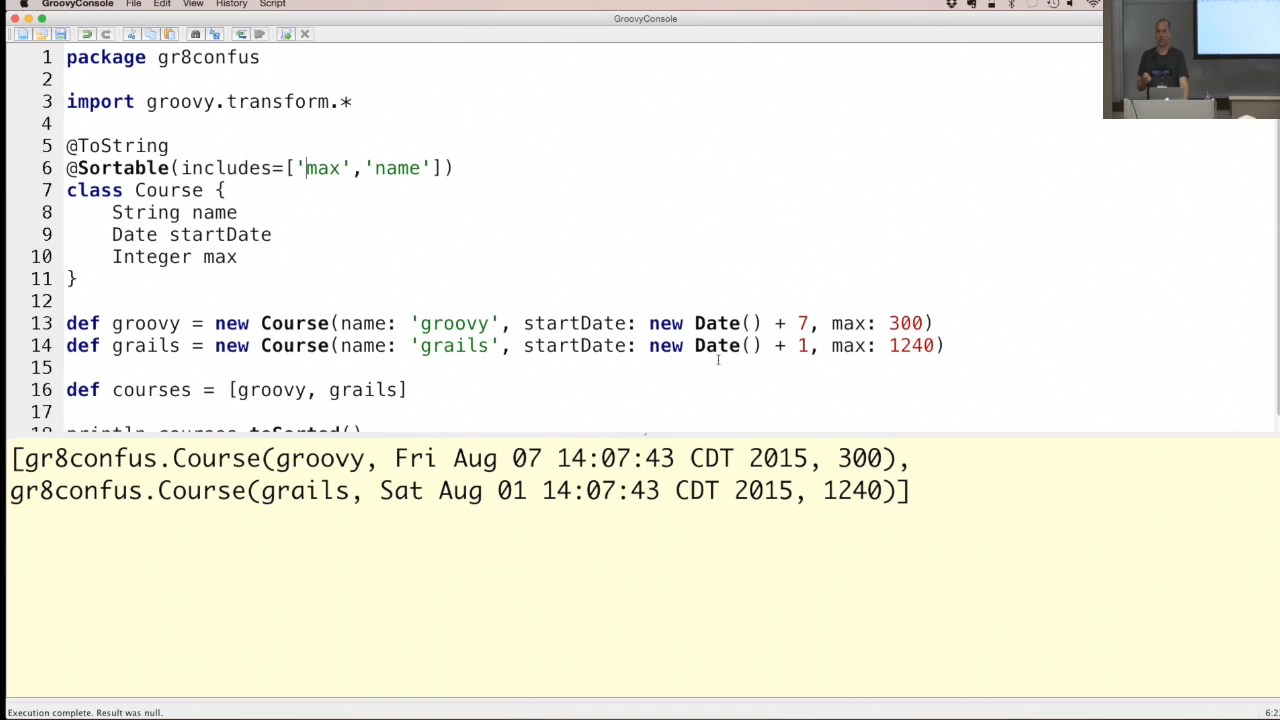 GroovyConsole File Edit View History Script
GroovyConsole
1 package gr8confus
2
3 import groovy.transform.*
4
5 @ToString
6 @Sortable(includes=['max','name'])
7 class Course {
8 String name
9 Date startDate
10 Integer max
11 }
12
13 def groovy = new Course(name: 'groovy', startDate: new Date() + 7, max: 300)
14 def grails = new Course(name: 'grails', startDate: new Date() + 1, max: 1240)
15
16 def courses = [groovy, grails]
17
18 println courses.toSorted()
[gr8confus.Course(groovy, Fri Aug 07 14:07:43 CDT 2015, 300),
gr8confus.Course(grails, Sat Aug 01 14:07:43 CDT 2015, 1240)]
Execution complete. Result was null.